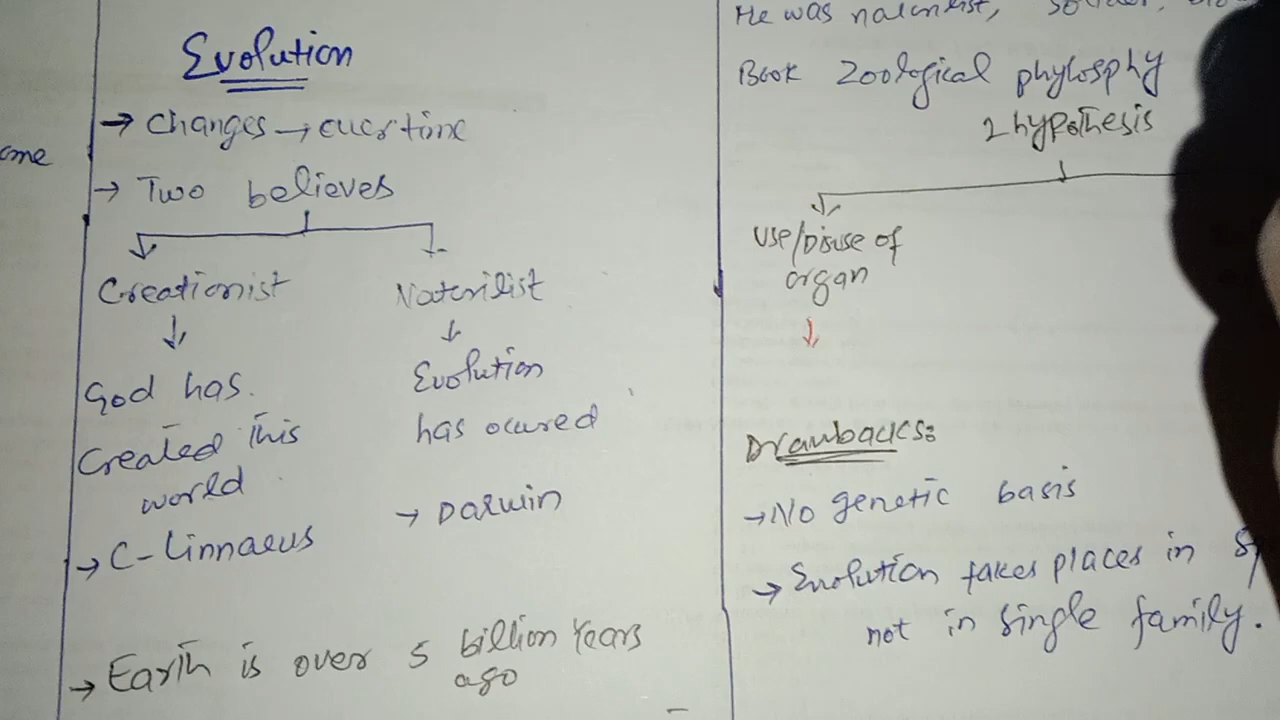 ome
Evolution
→ Changes → over time
→ Two believes
Creationist
Naterilist
God has
Created this
world
→ C-Linnaeus
Evolution
has ocured
→ Darwin
→ Earth is over 5 billion Years
ago
He was
Book Zoological phylosphy
2 hypothesis
Use/Disuse of
organ
Drawbacks:
→ No genetic basis
→ Evolution takes places in
not in single family.